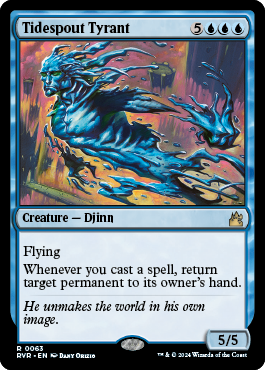 Tidespout Tyrant 5
Creature — Djinn
Flying
Whenever you cast a spell, return
target permanent to its owner's hand.
He unmakes the world in his own
image.
5/5
R 0063
RVR • EN Dany Orizio
™ & © 2024 Wizards of the Coast